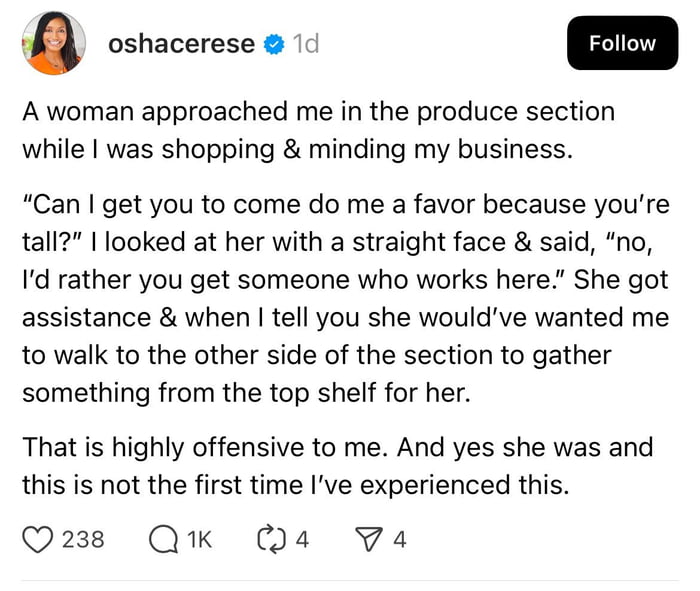 oshacerese 1d
Follow
A woman approached me in the produce section
while I was shopping & minding my business.
“Can I get you to come do me a favor because you’re
tall?” I looked at her with a straight face & said, “no,
I’d rather you get someone who works here.” She got
assistance & when I tell you she would’ve wanted me
to walk to the other side of the section to gather
something from the top shelf for her.
That is highly offensive to me. And yes she was and
this is not the first time I’ve experienced this.
238 1K 4 4